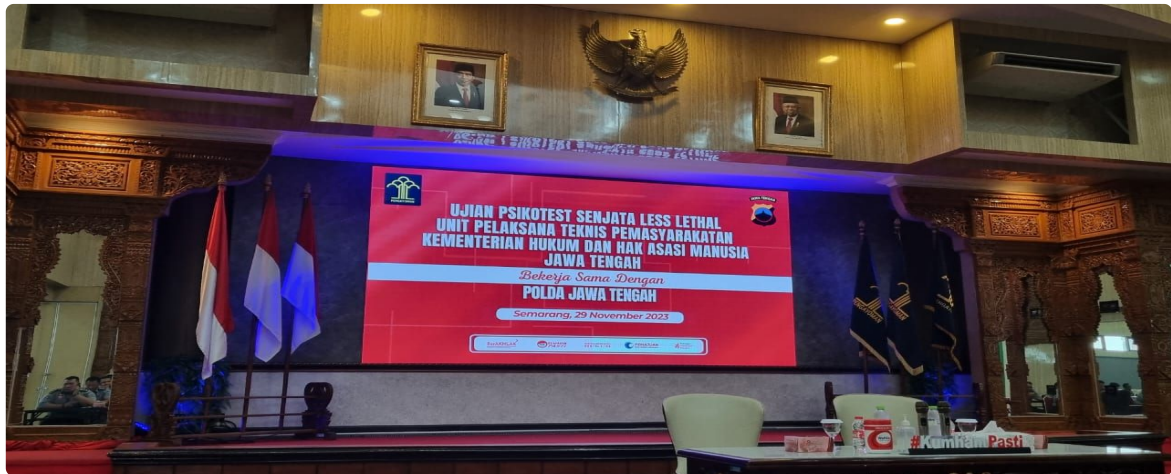 UJIAN PSIKOTEST SENJATA LESS LETHAL
UNIT PELAKSANA TEKNIS PEMASYARAKATAN
KEMENTERIAN HUKUM DAN HAK ASASI MANUSIA
JAWA TENGAH
Bekerja Sama Dengan
POLDA JAWA TENGAH
Semarang, 29 November 2023
#KumhamPasti